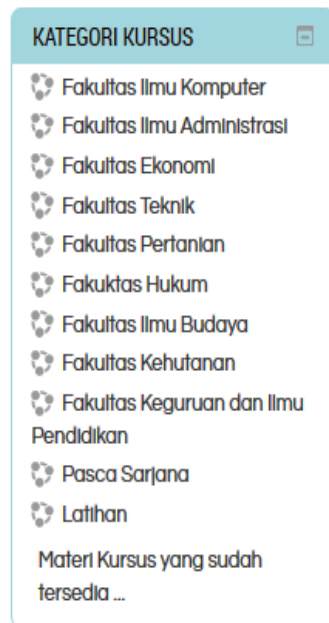 KATEGORI KURSUS
Fakultas Ilmu Komputer
Fakultas Ilmu Administrasi
Fakultas Ekonomi
Fakultas Teknik
Fakultas Pertanian
Fakuktas Hukum
Fakultas Ilmu Budaya
Fakultas Kehutanan
Fakultas Keguruan dan Ilmu
Pendidikan
Pasca Sarjana
Latihan
Materi Kursus yang sudah
tersedia ...